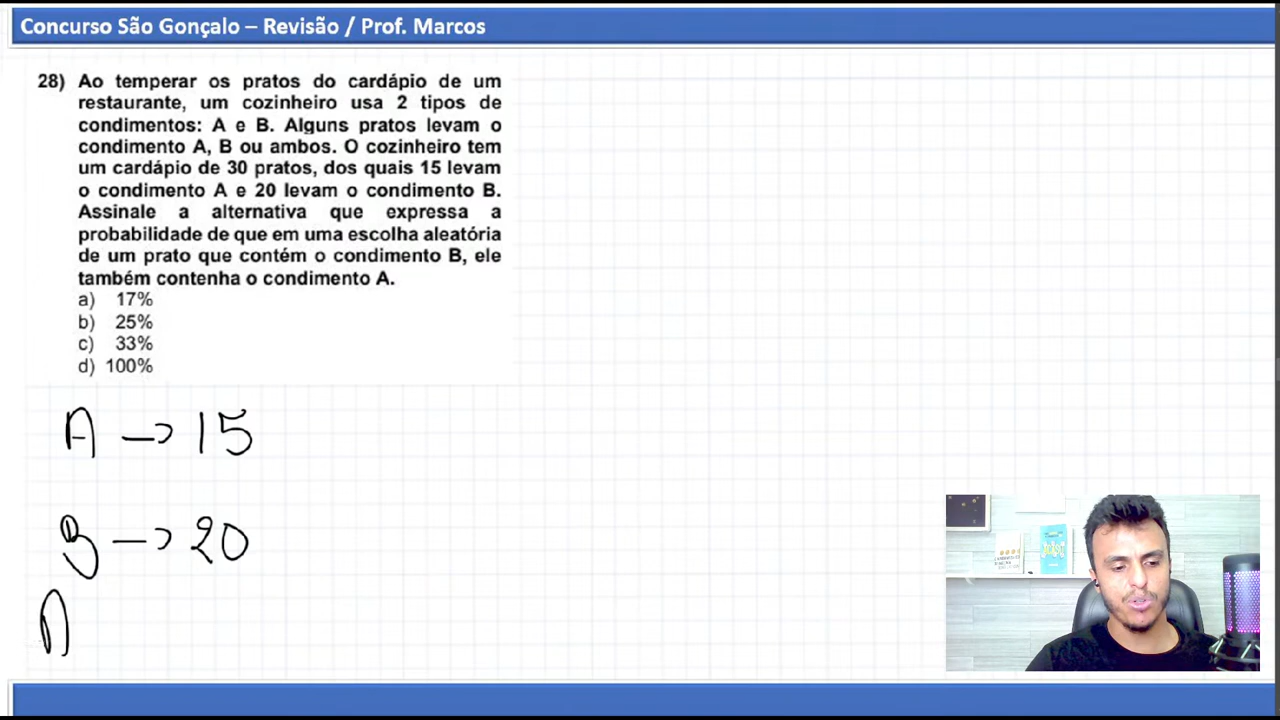 Concurso São Gonçalo – Revisão / Prof. Marcos
28) Ao temperar os pratos do cardápio de um
restaurante, um cozinheiro usa 2 tipos de
condimentos: A e B. Alguns pratos levam o
condimento A, B ou ambos. O cozinheiro tem
um cardápio de 30 pratos, dos quais 15 levam
o condimento A e 20 levam o condimento B.
Assinale a alternativa que expressa a
probabilidade de que em uma escolha aleatória
de um prato que contém o condimento B, ele
também contenha o condimento A.
a) 17%
b) 25%
c) 33%
d) 100%
A → 15
B → 20